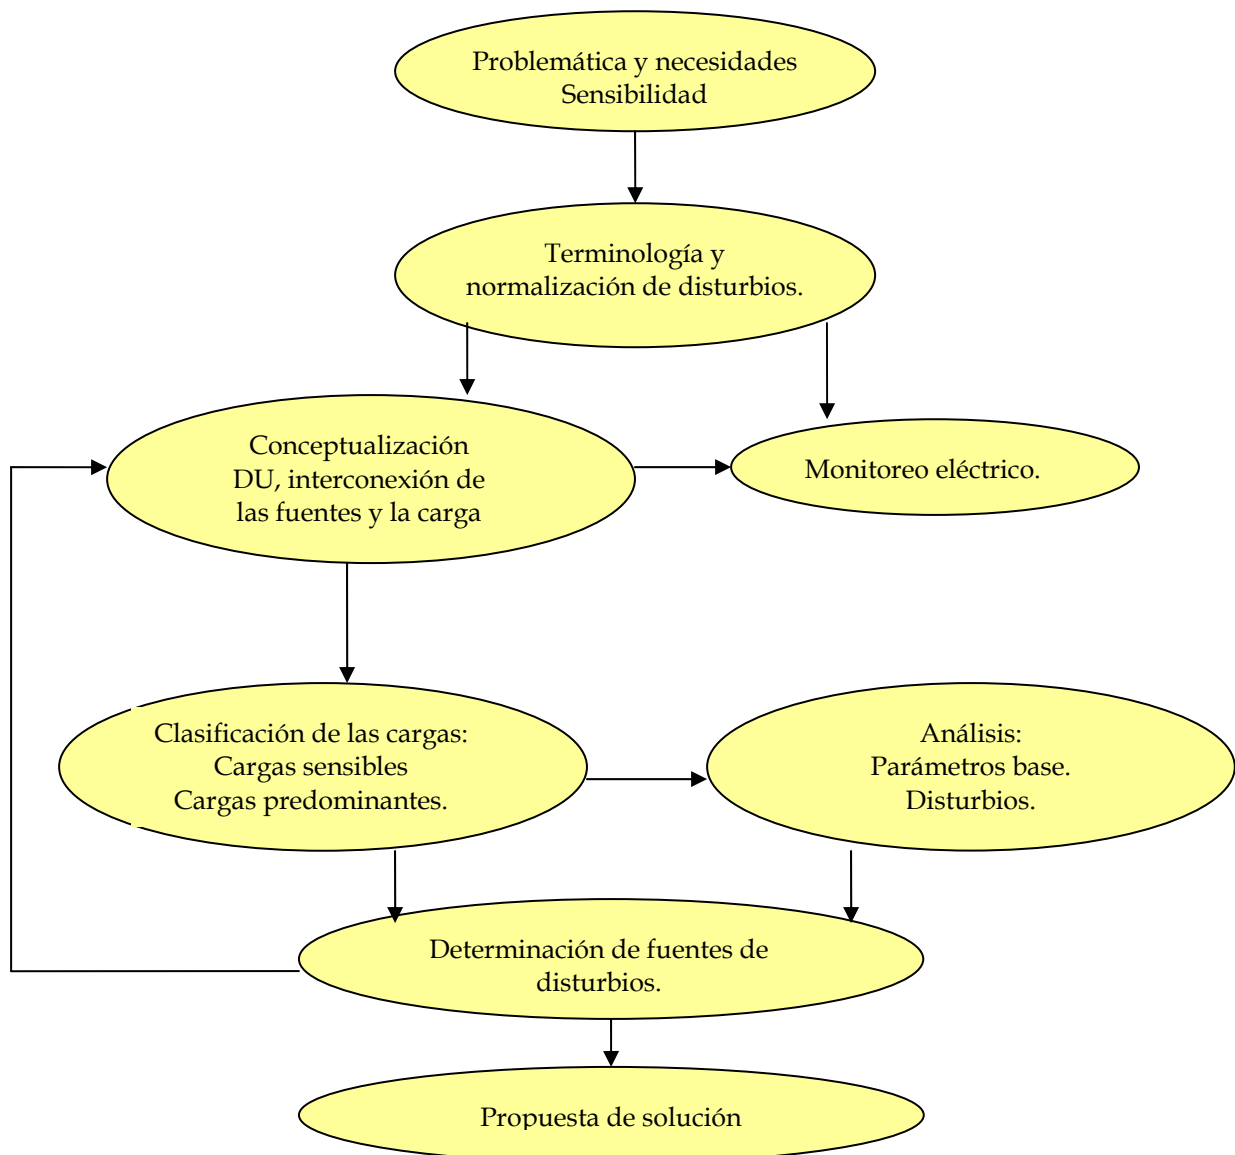 Problemática y necesidades
Sensibilidad
Terminología y
normalización de disturbios.
Conceptualización
DU, interconexión de
las fuentes y la carga
Monitoreo eléctrico.
Clasificación de las cargas:
Cargas sensibles
Cargas predominantes.
Análisis:
Parámetros base.
Disturbios.
Determinación de fuentes de
disturbios.
Propuesta de solución